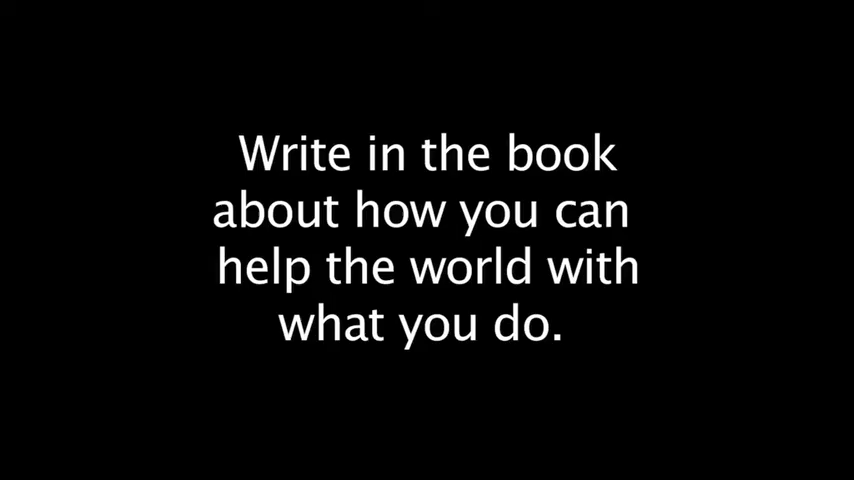 Write in the book
about how you can
help the world with
what you do.